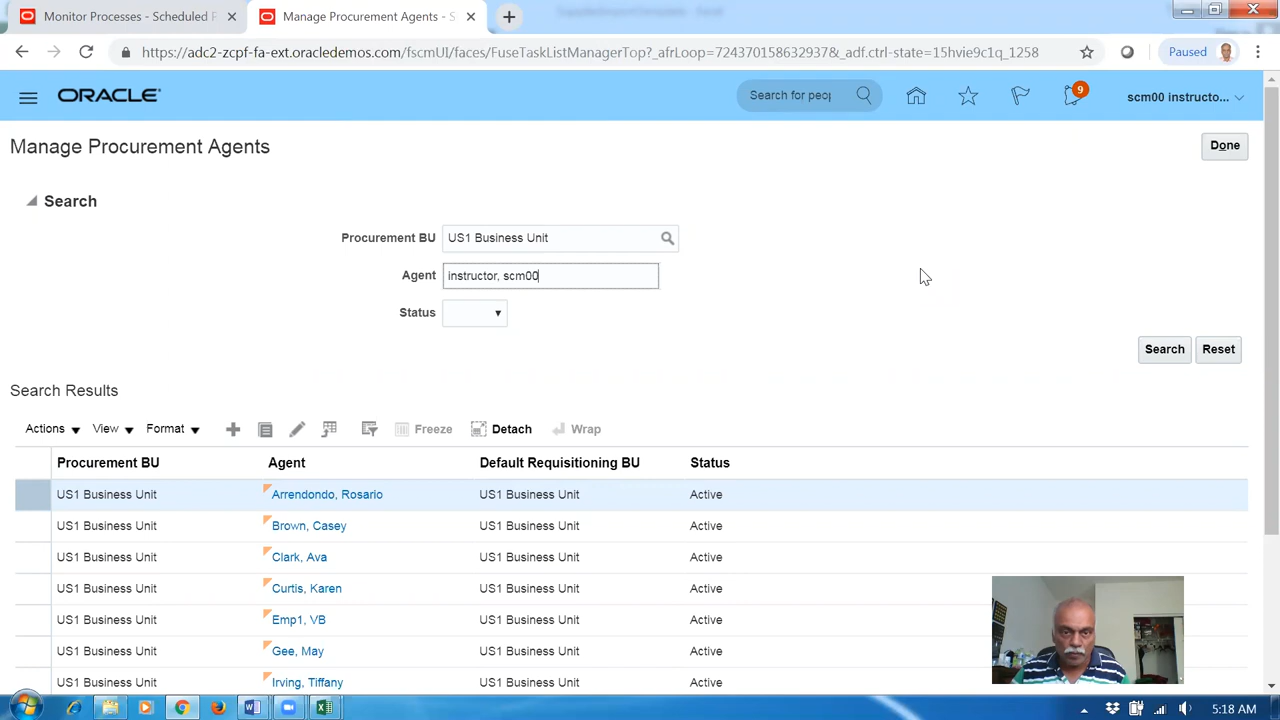 Monitor Processes - Scheduled P
Manage Procurement Agents - S
https://adc2-zcpf-fa-ext.oracledemos.com/fscmUI/faces/FuseTaskListManagerTop?_afrLoop=7243701586329​37&_adf.ctrl-state=15hvie9c1q_1258
Paused
ORACLE
Search for peop
9
scm00 instructo...
Manage Procurement Agents
Done
Search
Procurement BU US1 Business Unit
Agent instructor, scm00
Status
Search Reset
Search Results
Actions View Format Freeze Detach Wrap
Procurement BU Agent Default Requisitioning BU Status
US1 Business Unit Arrendondo, Rosario US1 Business Unit Active
US1 Business Unit Brown, Casey US1 Business Unit Active
US1 Business Unit Clark, Ava US1 Business Unit Active
US1 Business Unit Curtis, Karen US1 Business Unit Active
US1 Business Unit Emp1, VB US1 Business Unit Active
US1 Business Unit Gee, May US1 Business Unit Active
US1 Business Unit Irving, Tiffany US1 Business Unit Active
5:18 AM